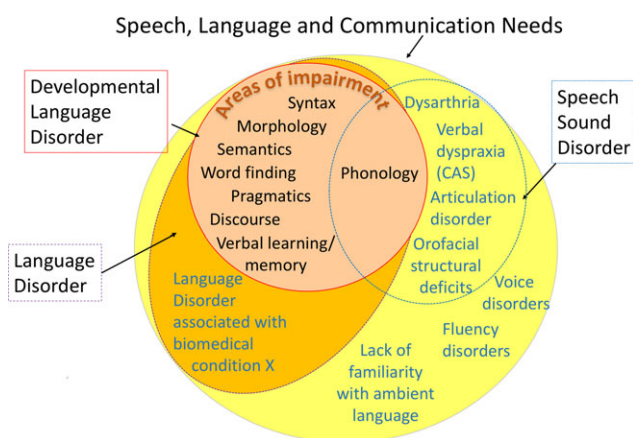 Speech, Language and Communication Needs
Developmental
Language
Disorder
Areas of impairment
Syntax
Morphology
Semantics
Word finding
Pragmatics
Discourse
Verbal learning/
memory
Phonology
Dysarthria
Verbal
dyspraxia
(CAS)
Articulation
disorder
Orofacial
structural
deficits
Speech
Sound
Disorder
Language
Disorder
Language
Disorder
associated with
biomedical
condition X
Voice
disorders
Fluency
disorders
Lack of
familiarity
with ambient
language